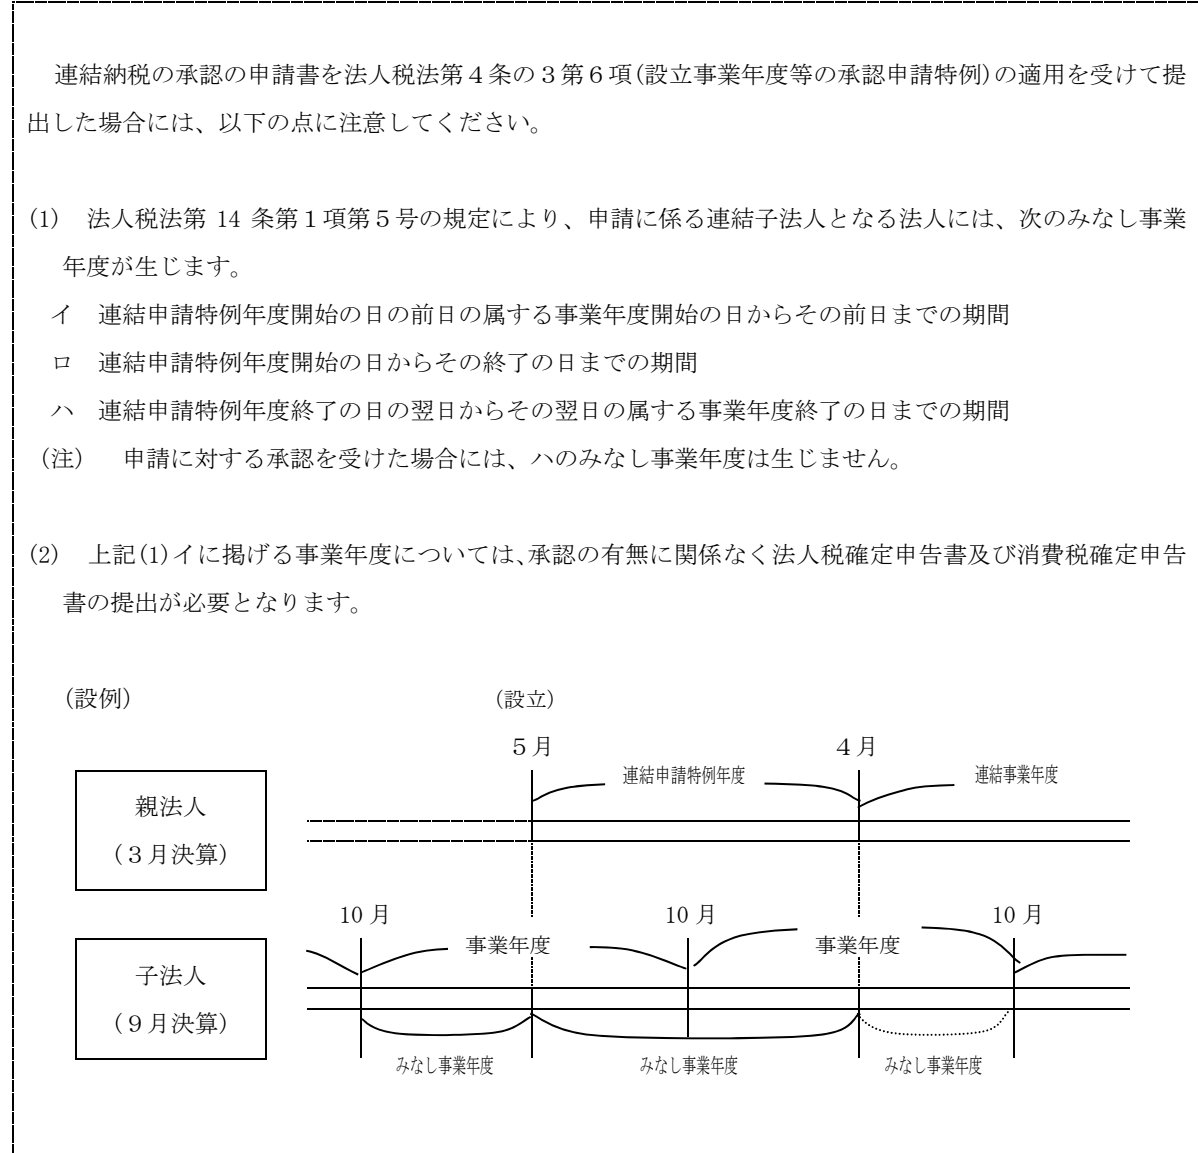 連結納税の承認の申請書を法人税法第４条の３第６項(設立事業年度等の承認申請特例)の適用を受けて提
出した場合には、以下の点に注意してください。
(1)　法人税法第 14 条第１項第５号の規定により、申請に係る連結子法人となる法人には、次のみなし事業
年度が生じます。
イ　連結申請特例年度開始の日の前日の属する事業年度開始の日からその前日までの期間
ロ　連結申請特例年度開始の日からその終了の日までの期間
ハ　連結申請特例年度終了の日の翌日からその翌日の属する事業年度終了の日までの期間
(注)　申請に対する承認を受けた場合には、ハのみなし事業年度は生じません。
(2)　上記(1)イに掲げる事業年度については、承認の有無に関係なく法人税確定申告書及び消費税確定申告
書の提出が必要となります。
(設例)　(設立)
５月　４月
連結申請特例年度　連結事業年度
親法人
(３月決算)
10 月　10 月　10 月
事業年度　事業年度
子法人
(９月決算)
みなし事業年度　みなし事業年度　みなし事業年度